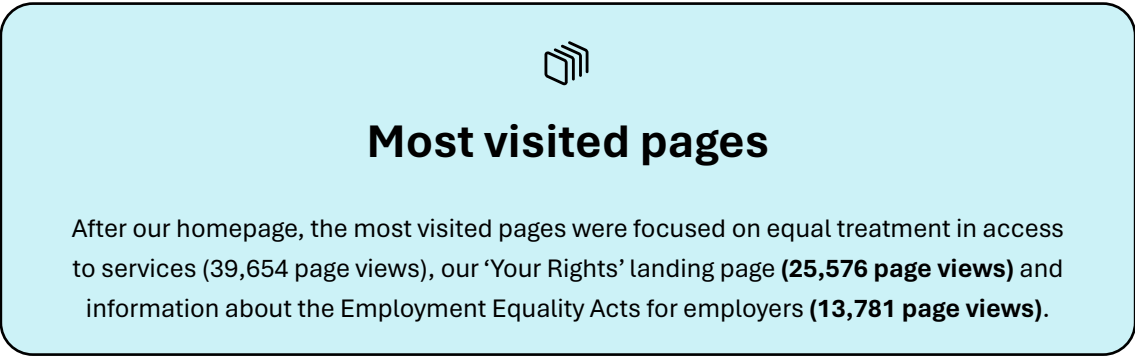 Most visited pages
After our homepage, the most visited pages were focused on equal treatment in access
to services (39,654 page views), our ‘Your Rights’ landing page (25,576 page views) and
information about the Employment Equality Acts for employers (13,781 page views).